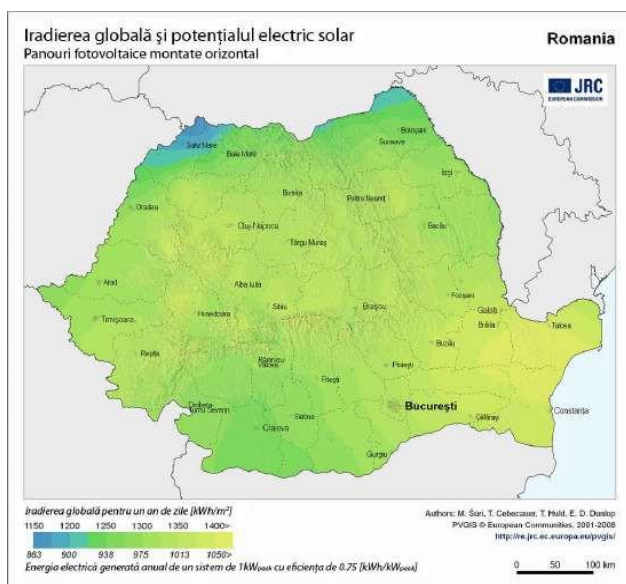 Iradierea globală și potențialul electric solar
Panouri fotovoltaice montate orizontal
Romania
JRC
EUROPEAN COMMISSION
Satu Mare
Baia Mare
Botoșani
Suceava
Iași
Oradea
Bistrița
Piatra Neamț
Cluj-Napoca
Bacău
Târgu Mureș
Arad
Alba Iulia
Timișoara
Hunedoara
Sibiu
Brașov
Focșani
Galați
Brăila
Tulcea
Reșița
Râmnicu
Vâlcea
Buzău
Ploiești
Pitești
Drobeta-
Turnu Severin
Slatina
București
Călărași
Constanța
Craiova
Giurgiu
Iradierea globală pentru un an de zile [kWh/m²]
1150 1200 1250 1300 1350 1400>
863 900 938 975 1013 1050>
Energia electrică generată anual de un sistem de 1kWpeak cu eficiența de 0.75 [kWh/kWpeak]
Authors: M. Šúri, T. Cebecauer, T. Huld, E. D. Dunlop
PVGIS © European Communities, 2001-2008
http://re.jrc.ec.europa.eu/pvgis/
0 50 100 km